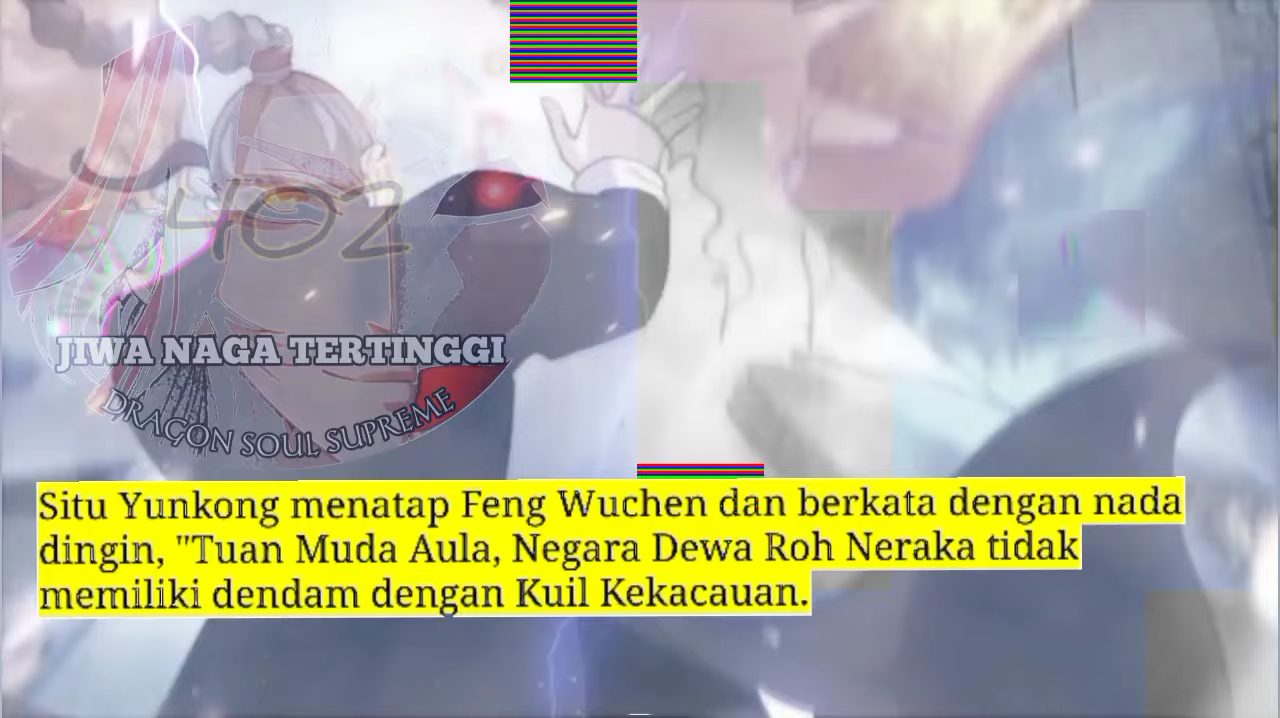 402
JIWA NAGA TERTINGGI
DRAGON SOUL SUPREME
Situ Yunkong menatap Feng Wuchen dan berkata dengan nada
dingin, "Tuan Muda Aula, Negara Dewa Roh Neraka tidak
memiliki dendam dengan Kuil Kekacauan.